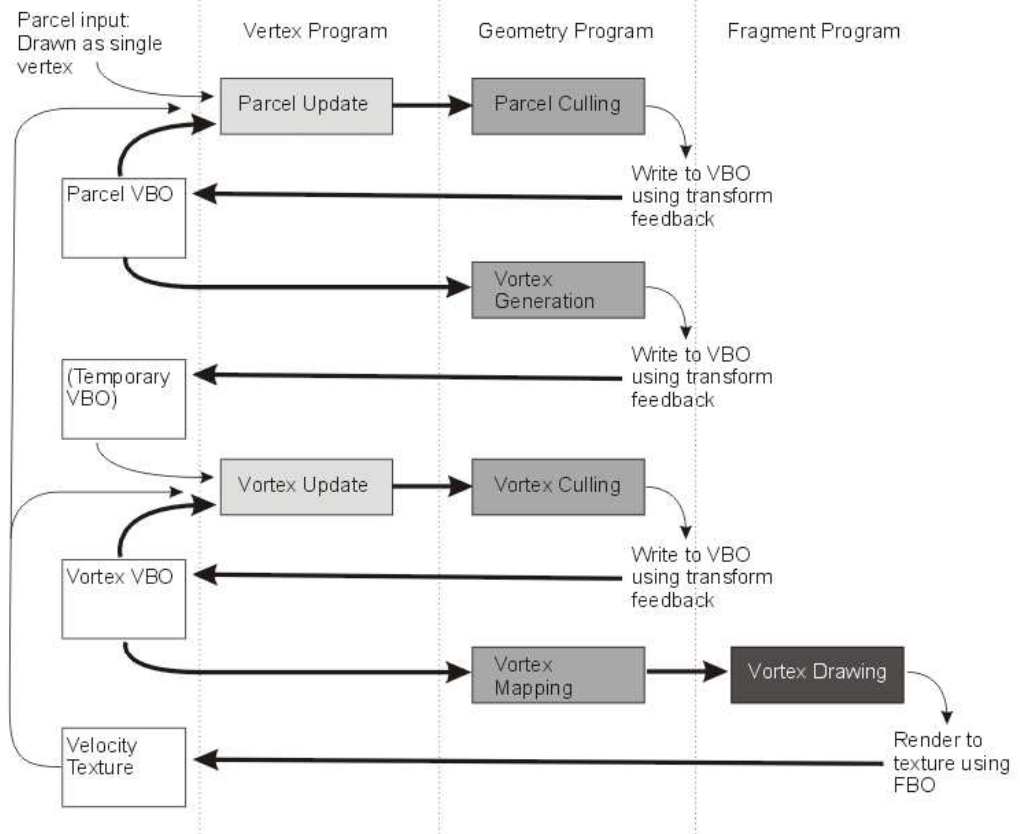 Parcel input:
Drawn as single
vertex
Vertex Program
Geometry Program
Fragment Program
Parcel Update
Parcel Culling
Write to VBO
using transform
feedback
Parcel VBO
Vortex
Generation
Write to VBO
using transform
feedback
(Temporary
VBO)
Vortex Update
Vortex Culling
Write to VBO
using transform
feedback
Vortex VBO
Vortex
Mapping
Vortex Drawing
Velocity
Texture
Render to
texture using
FBO